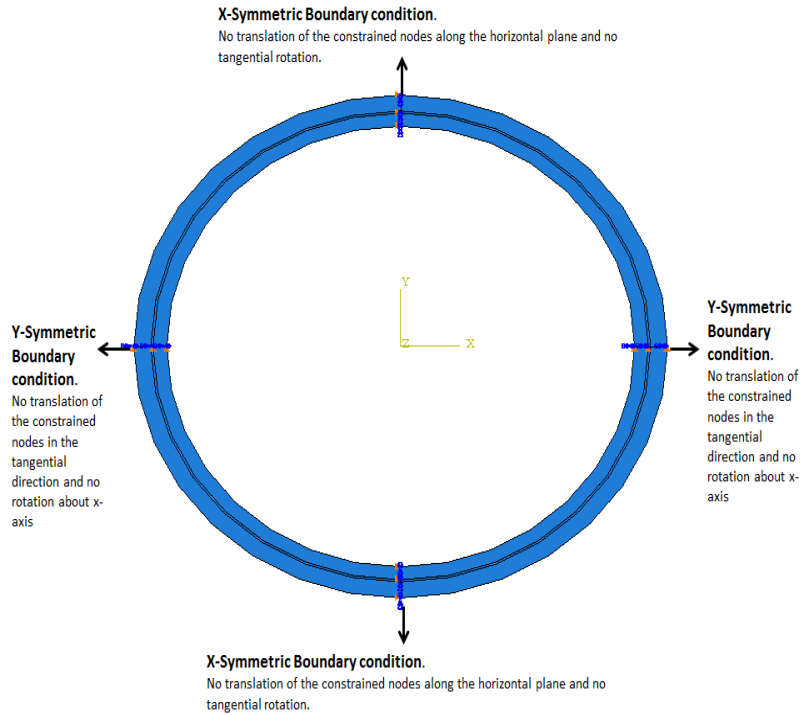 X-Symmetric Boundary condition.
No translation of the constrained nodes along the horizontal plane and no
tangential rotation.
Y
Z
X
Y-Symmetric
Boundary
condition.
No translation of
the constrained
nodes in the
tangential
direction and no
rotation about x-
axis
Y-Symmetric
Boundary
condition.
No translation of
the constrained
nodes in the
tangential
direction and no
rotation about x-
axis
X-Symmetric Boundary condition.
No translation of the constrained nodes along the horizontal plane and no
tangential rotation.